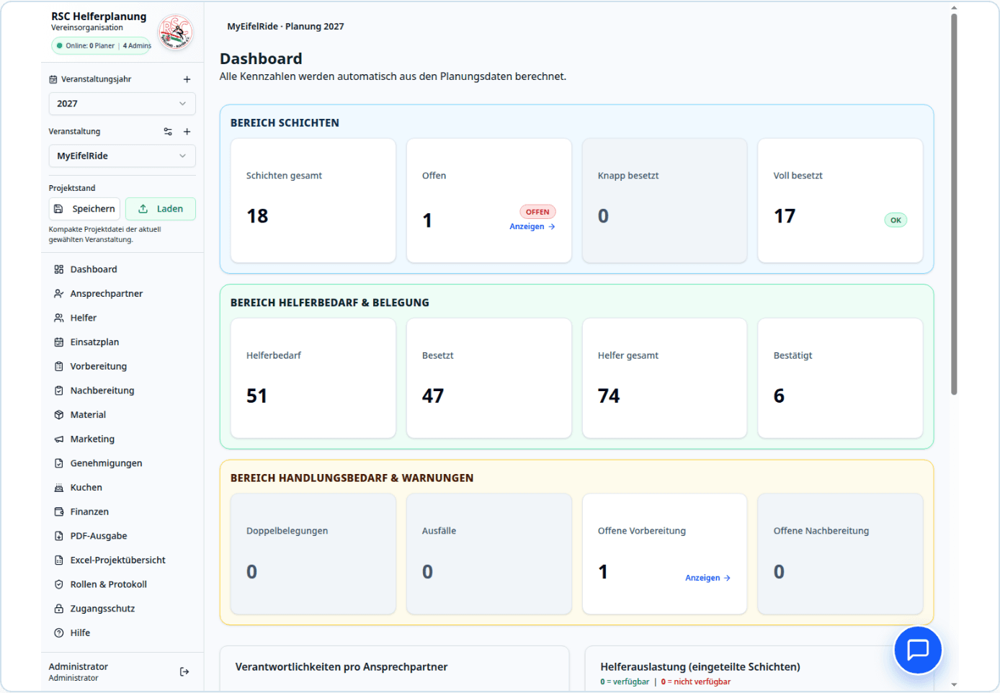 RSC Helferplanung
Vereinsorganisation
Online: 0 Planer | 4 Admins
RSC
Veranstaltungsjahr
2027
Veranstaltung
MyEifelRide
Projektstand
Speichern
Laden
Kompakte Projektdatei der aktuell
gewählten Veranstaltung.
Dashboard
Ansprechpartner
Helfer
Einsatzplan
Vorbereitung
Nachbereitung
Material
Marketing
Genehmigungen
Kuchen
Finanzen
PDF-Ausgabe
Excel-Projektübersicht
Rollen & Protokoll
Zugangsschutz
Hilfe
Administrator
Administrator
MyEifelRide · Planung 2027
Dashboard
Alle Kennzahlen werden automatisch aus den Planungsdaten berechnet.
BEREICH SCHICHTEN
Schichten gesamt
18
Offen
1
OFFEN
Anzeigen →
Knapp besetzt
0
Voll besetzt
17
OK
BEREICH HELFERBEDARF & BELEGUNG
Helferbedarf
51
Besetzt
47
Helfer gesamt
74
Bestätigt
6
BEREICH HANDLUNGSBEDARF & WARNUNGEN
Doppelbelegungen
0
Ausfälle
0
Offene Vorbereitung
1
Anzeigen →
Offene Nachbereitung
0
Verantwortlichkeiten pro Ansprechpartner
Helferauslastung (eingeteilte Schichten)
0 = verfügbar | 0 = nicht verfügbar